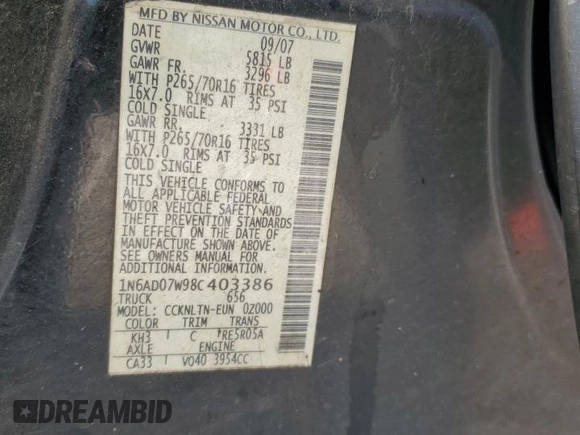 MFD BY NISSAN MOTOR CO., LTD.
DATE 09/07
GVWR 5815 LB
GAWR FR. 3296 LB
WITH P265/70R16 TIRES
16X7.0 RIMS AT 35 PSI
COLD SINGLE
GAWR RR. 3331 LB
WITH P265/70R16 TIRES
16X7.0 RIMS AT 35 PSI
COLD SINGLE
THIS VEHICLE CONFORMS TO
ALL APPLICABLE FEDERAL
MOTOR VEHICLE SAFETY AND
THEFT PREVENTION STANDARDS
IN EFFECT ON THE DATE OF
MANUFACTURE SHOWN ABOVE.
SEE OWNERS MANUAL FOR
ADDITIONAL INFORMATION.
1N6AD07W98C403386
TRUCK 656
MODEL: CCKNLTN-EUN 02000
COLOR TRIM TRANS
KH3 C RE5R05A
AXLE ENGINE
CA33 VQ40 3954CC
DREAMBID